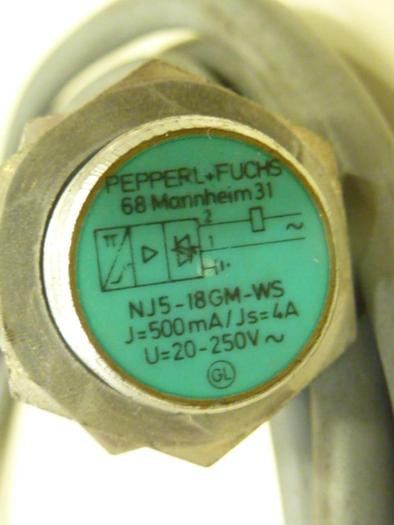 PEPPERL+FUCHS
68 Mannheim 31
2
1
NJ5-18GM-WS
J=500mA/Js=4A
U=20-250V~
GL